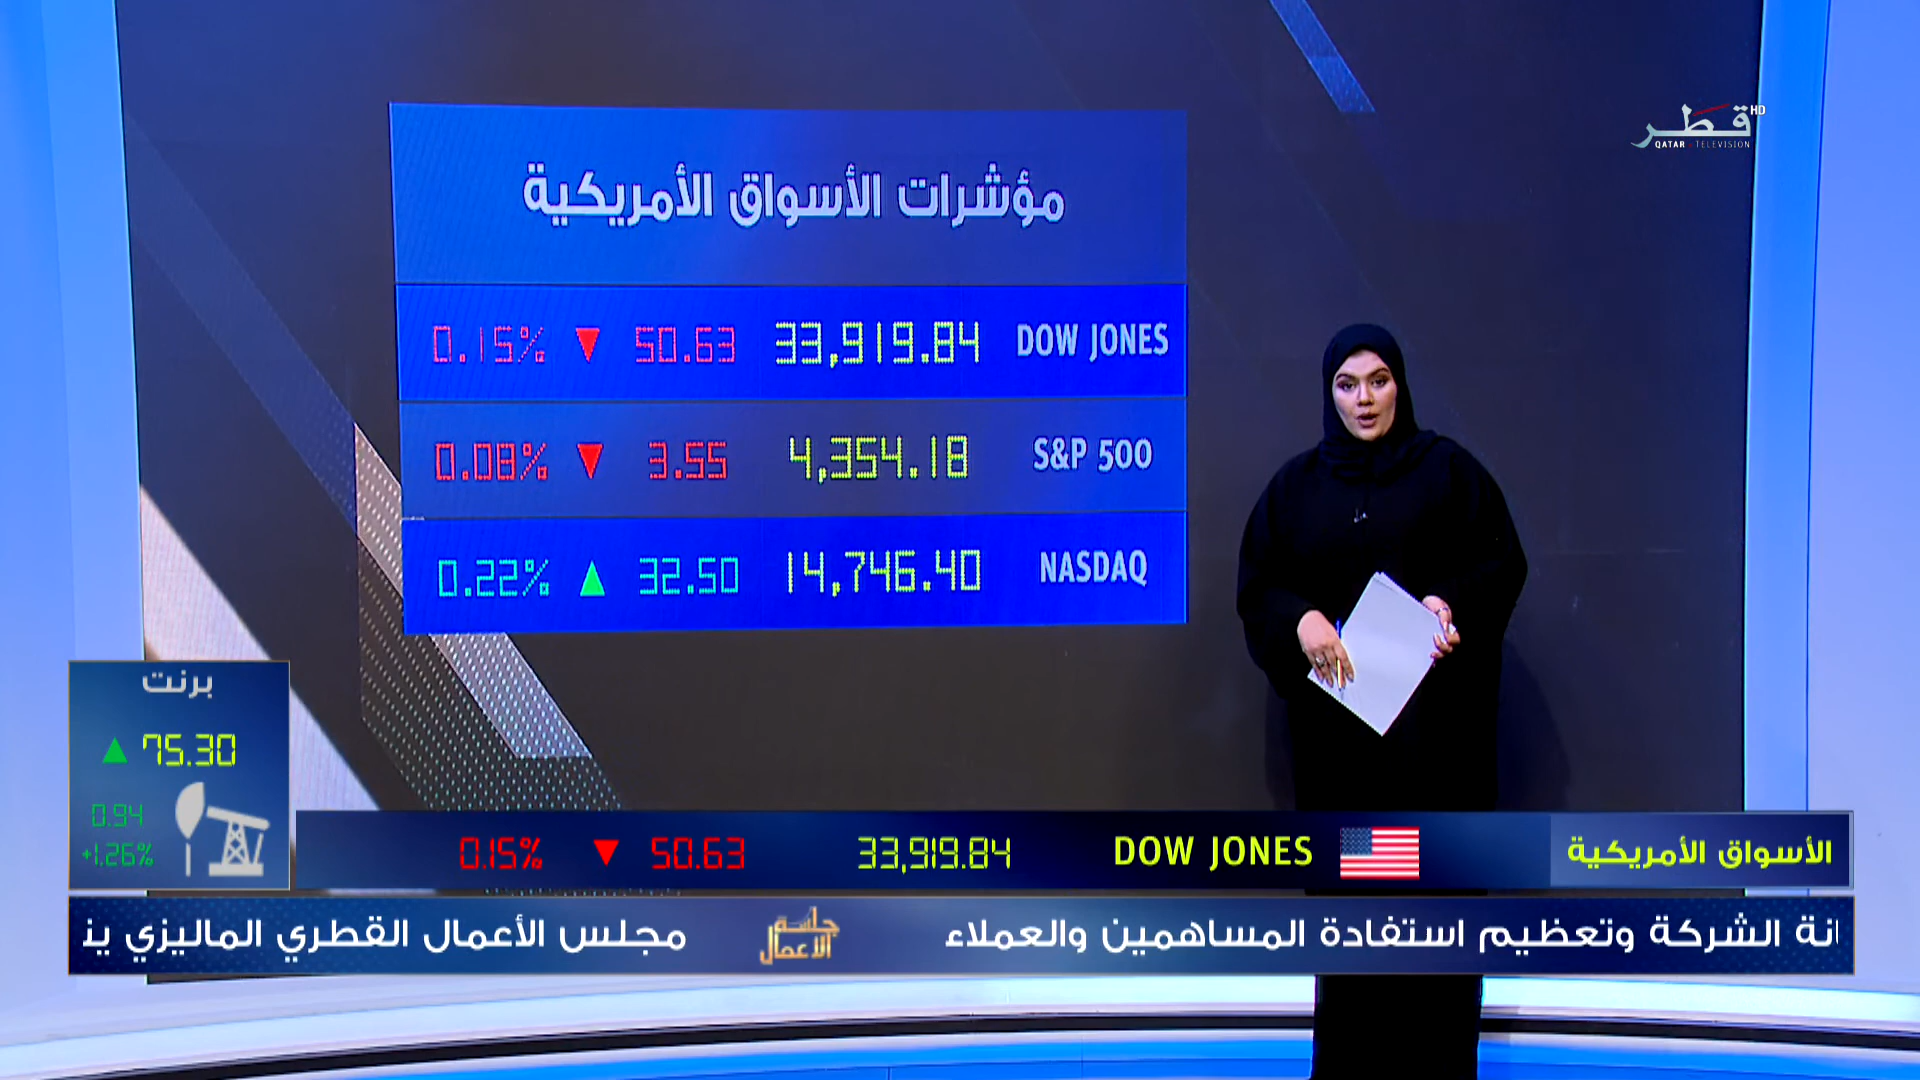 قطر HD
QATAR TELEVISION
مؤشرات الأسواق الأمريكية
DOW JONES 33,919.84 50.63 ▼ 0.15%
S&P 500 4,354.18 3.55 ▼ 0.08%
NASDAQ 14,746.40 32.50 ▲ 0.22%
برنت
75.30 ▲
0.94
+1.26%
الأسواق الأمريكية DOW JONES 33,919.84 50.63 ▼ 0.15%
انة الشركة وتعظيم استفادة المساهمين والعملاء جلسة الأعمال مجلس الأعمال القطري الماليزي ين